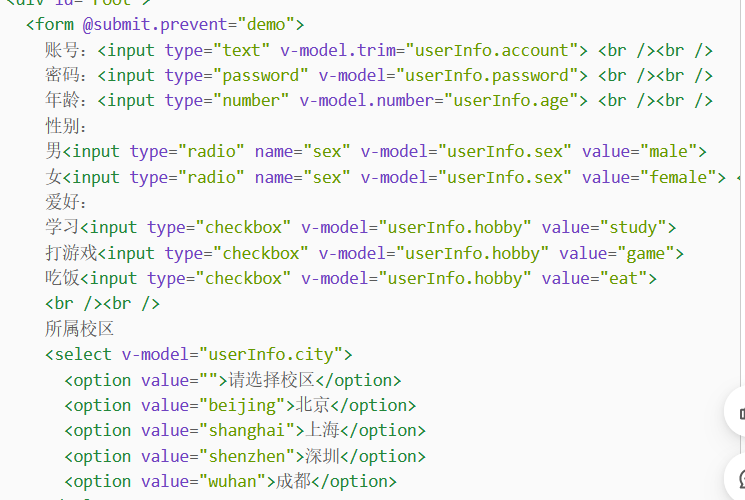 <div id="root">
<form @submit.prevent="demo">
账号：<input type="text" v-model.trim="userInfo.account"> <br /><br />
密码：<input type="password" v-model="userInfo.password"> <br /><br />
年龄：<input type="number" v-model.number="userInfo.age"> <br /><br />
性别：
男<input type="radio" name="sex" v-model="userInfo.sex" value="male">
女<input type="radio" name="sex" v-model="userInfo.sex" value="female"> <
爱好：
学习<input type="checkbox" v-model="userInfo.hobby" value="study">
打游戏<input type="checkbox" v-model="userInfo.hobby" value="game">
吃饭<input type="checkbox" v-model="userInfo.hobby" value="eat">
<br /><br />
所属校区
<select v-model="userInfo.city">
<option value="">请选择校区</option>
<option value="beijing">北京</option>
<option value="shanghai">上海</option>
<option value="shenzhen">深圳</option>
<option value="wuhan">成都</option>